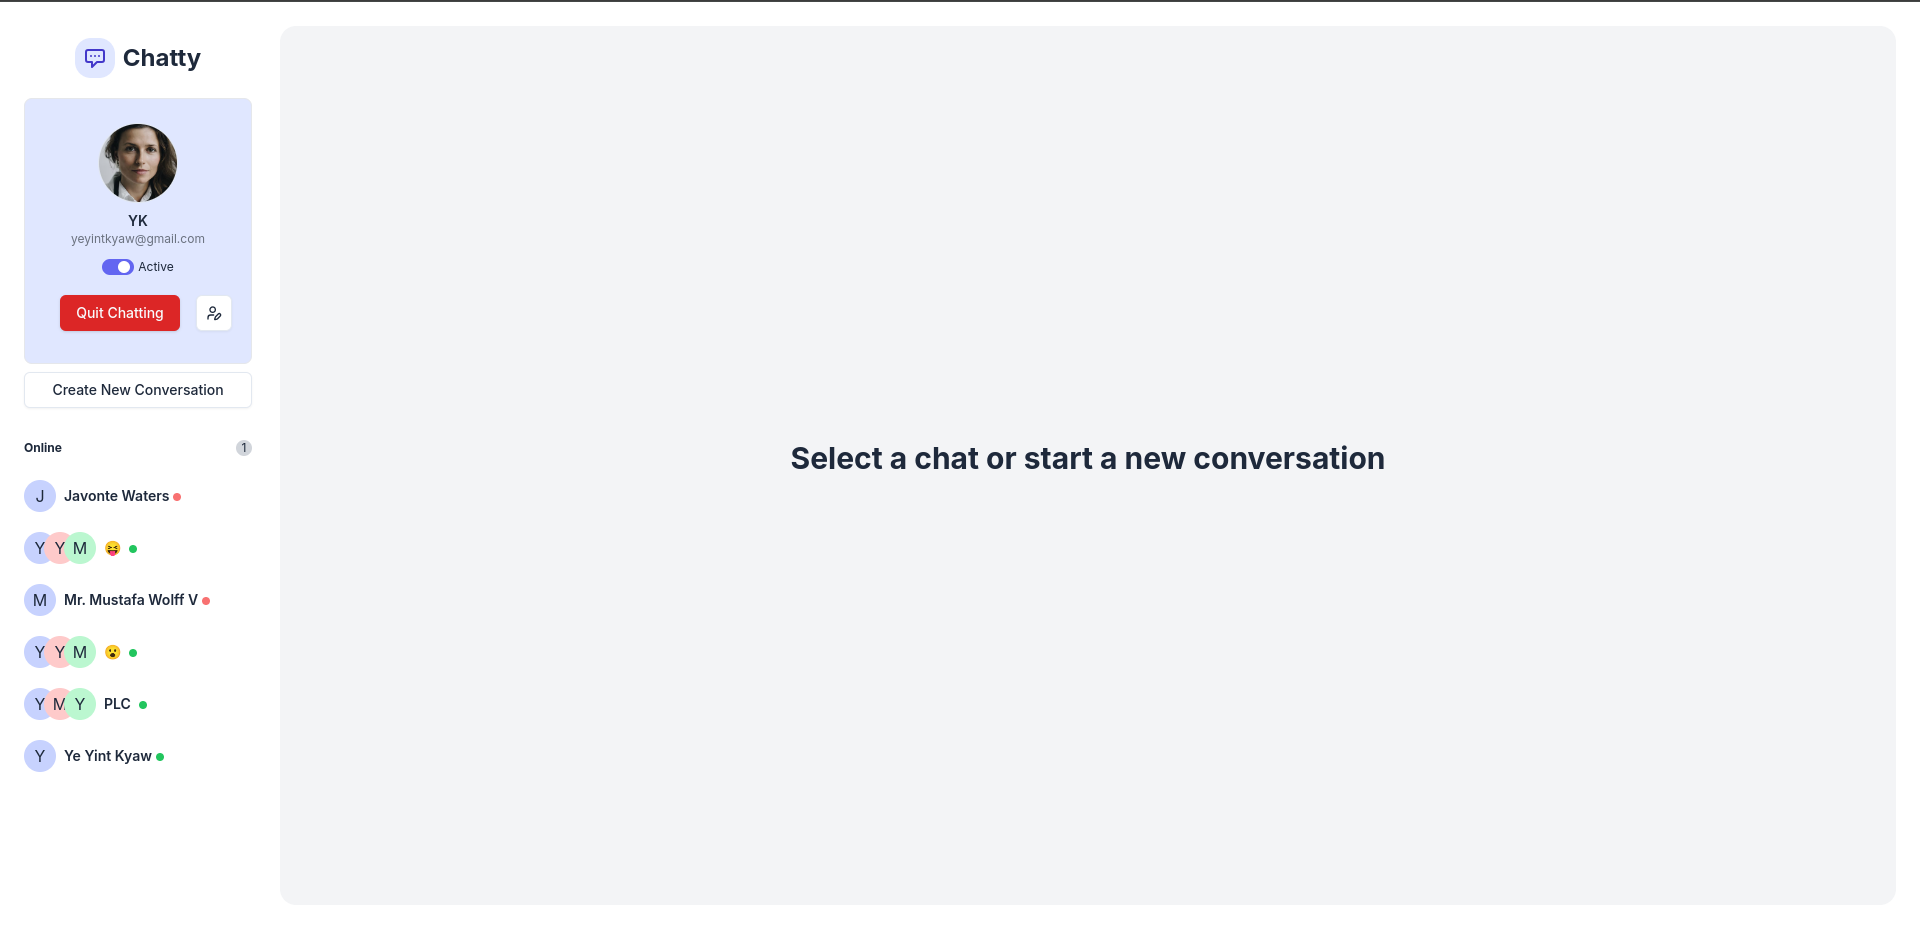 Chatty
YK
yeyintkyaw@gmail.com
Active
Quit Chatting
Create New Conversation
Online 1
J Javonte Waters
Y Y M 😝
M Mr. Mustafa Wolff V
Y Y M 😮
Y M Y PLC
Y Ye Yint Kyaw
Select a chat or start a new conversation